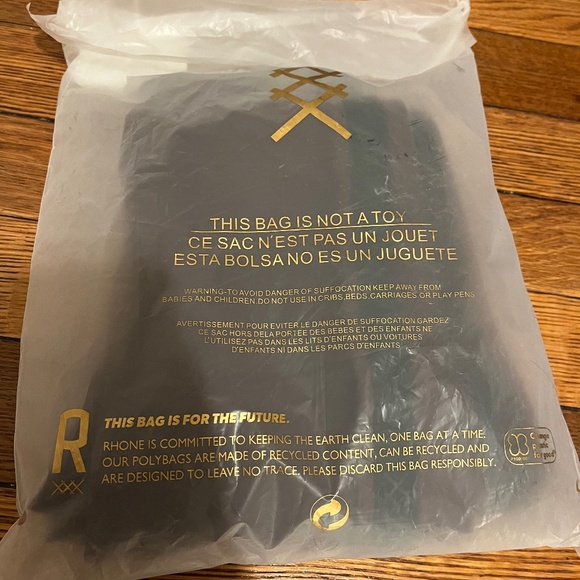 THIS BAG IS NOT A TOY
CE SAC N'EST PAS UN JOUET
ESTA BOLSA NO ES UN JUGUETE
WARNING-TO AVOID DANGER OF SUFFOCATION KEEP AWAY FROM
BABIES AND CHILDREN.DO NOT USE IN CRIBS.BEDS.CARRIAGES.OR PLAY PENS
AVERTISSEMENT POUR EVITER LE DANGER DE SUFFOCATION GARDEZ
CE SAC HORS DELA PORTEE DES BEBES ET DES ENFANTS NE
L'UTILISEZ PAS DANS LES LITS D'ENFANTS OU VOITURES
D'ENFANTS NI DANS LES PARCS D'ENFANTS
R
THIS BAG IS FOR THE FUTURE.
RHONE IS COMMITTED TO KEEPING THE EARTH CLEAN, ONE BAG AT A TIME.
OUR POLYBAGS ARE MADE OF RECYCLED CONTENT, CAN BE RECYCLED AND
ARE DESIGNED TO LEAVE NO TRACE. PLEASE DISCARD THIS BAG RESPONSIBLY.